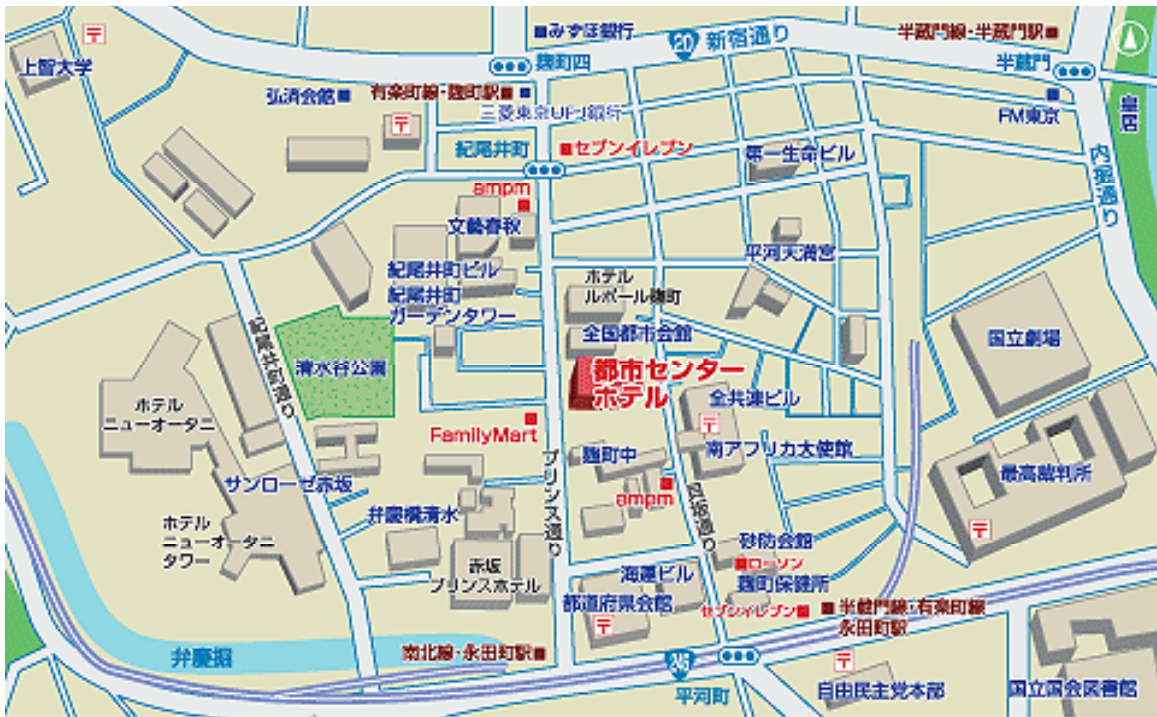 上智大学
〒
みずほ銀行
20
新宿通り
半蔵門線・半蔵門駅
麹町四
半蔵門
弘済会館
有楽町線・麹町駅
三菱東京UFJ銀行
FM東京
皇居
〒
紀尾井町
セブンイレブン
第一生命ビル
内堀通り
ampm
文藝春秋
平河天満宮
紀尾井町ビル
ホテル
ルポール麹町
紀尾井町
ガーデンタワー
全国都市会館
紀尾井町通り
国立劇場
清水谷公園
都市センター
ホテル
ホテル
ニューオータニ
全共連ビル
〒
FamilyMart
南アフリカ大使館
麹町中
プリンス通り
最高裁判所
サンローゼ赤坂
ampm
弁慶橋清水
ホテル
ニューオータニ
タワー
〒
砂防会館
ローソン
赤坂
プリンスホテル
海運ビル
麹町保健所
都道府県会館
セブンイレブン
半蔵門線・有楽町線
永田町駅
〒
弁慶堀
南北線・永田町駅
246
平河町
〒
自由民主党本部
国立国会図書館